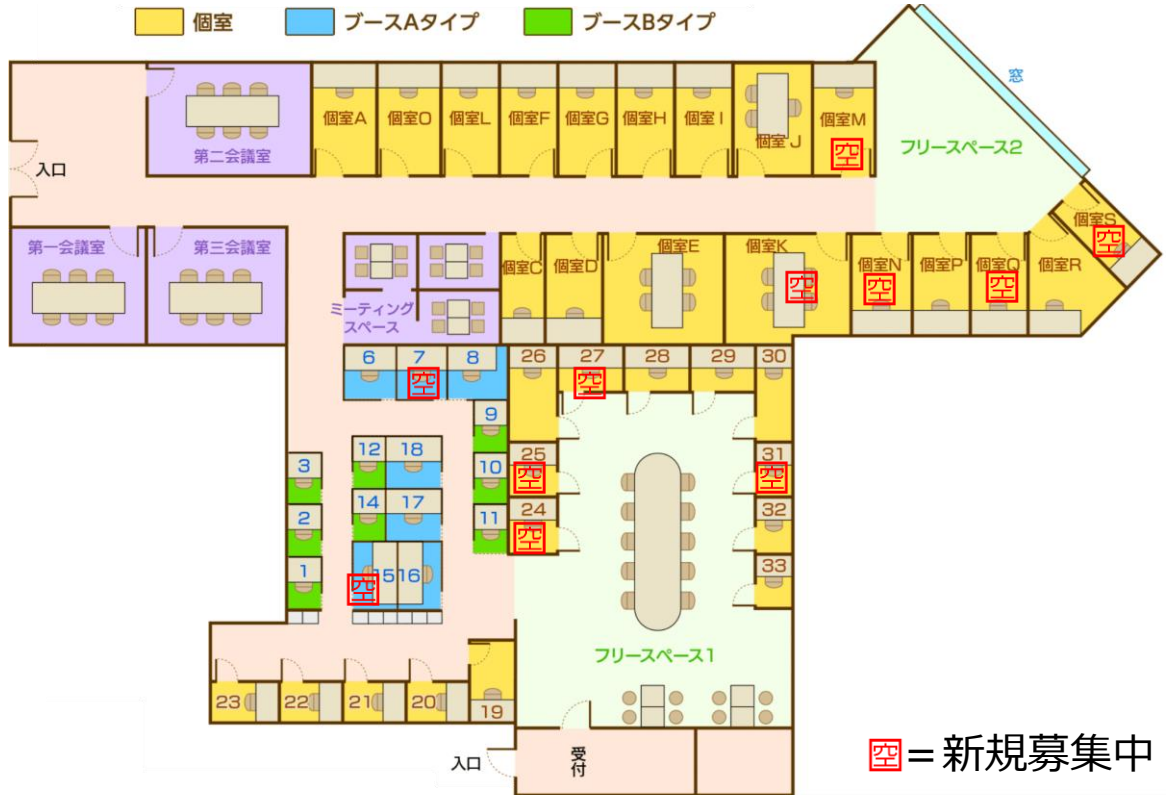 個室 ブースAタイプ ブースBタイプ
窓
個室A 個室O 個室L 個室F 個室G 個室H 個室I 個室J 個室M
空
第二会議室
フリースペース2
入口
第一会議室 第三会議室
個室C 個室D 個室E 個室K 個室N 個室P 個室Q 個室R 個室S
空 空 空 空
ミーティング
スペース
6 7 8 26 27 28 29 30
空 空
9
3 12 18 10 25 31
空 空
2 14 17 11 24 32
空
1 15 16 33
空
フリースペース1
23 22 21 20 19
入口
受付
空=新規募集中